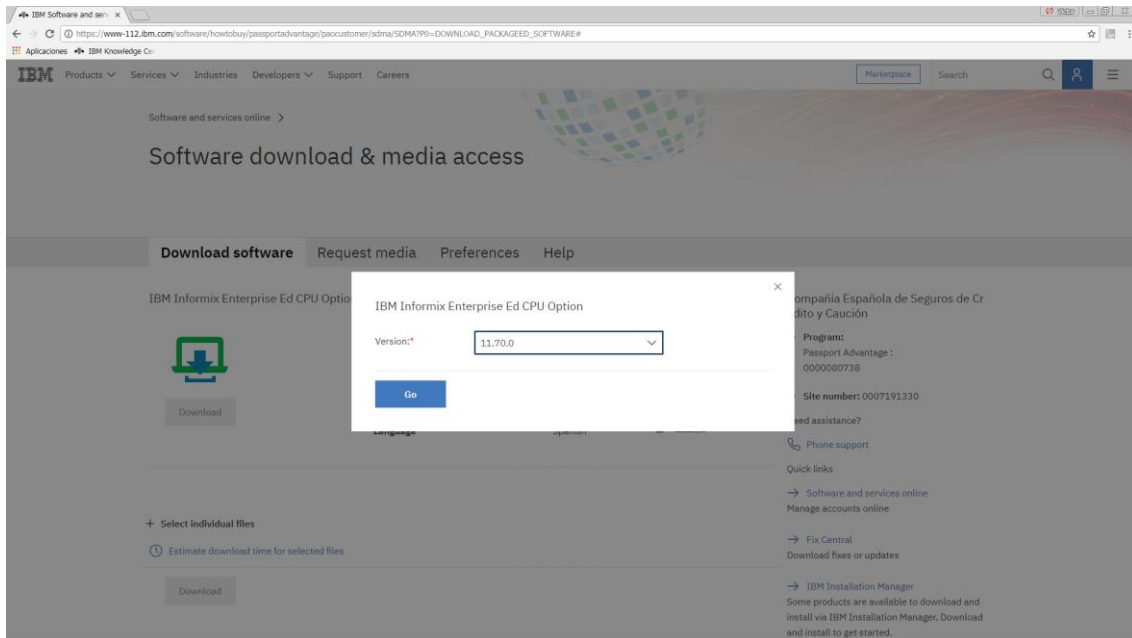 IBM Software and serv
https://www-112.ibm.com/software/howtobuy/passportadvantage/paocustomer/sdma/SDMA?P0=DOWNLOAD_PACKAGEED_SOFTWARE#
Aplicaciones IBM Knowledge Ce
IBM Products Services Industries Developers Support Careers Marketplace Search
Software and services online
Software download & media access
Download software Request media Preferences Help
IBM Informix Enterprise Ed CPU Optio
Download
IBM Informix Enterprise Ed CPU Option
Version:*
11.70.0
Go
Language Spanish
+ Select individual files
Estimate download time for selected files
Download
ompañia Española de Seguros de Cr
dito y Caución
Program:
Passport Advantage :
0000080738
Site number: 0007191330
eed assistance?
Phone support
Quick links
→ Software and services online
Manage accounts online
→ Fix Central
Download fixes or updates
→ IBM Installation Manager
Some products are available to download and
install via IBM Installation Manager. Download
and install to get started.